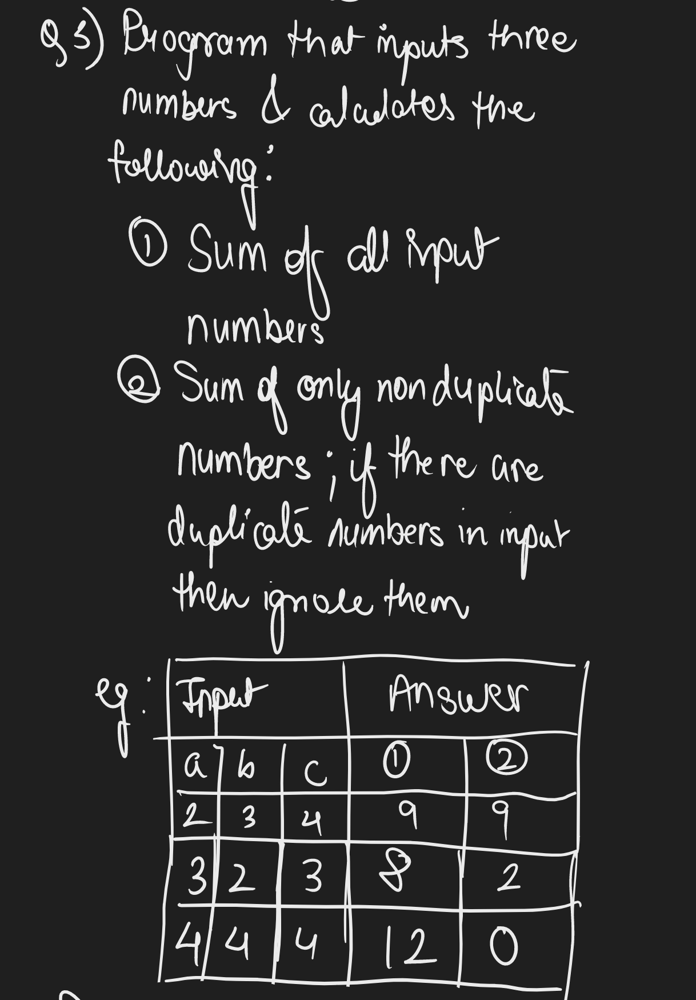 Q3) Program that inputs three
numbers & calculates the
following:
① Sum of all input
numbers
② Sum of only nonduplicate
numbers ; if there are
duplicate numbers in input
then ignore them
eg: Input Answer
a b c ① ②
2 3 4 9 9
3 2 3 8 2
4 4 4 12 0